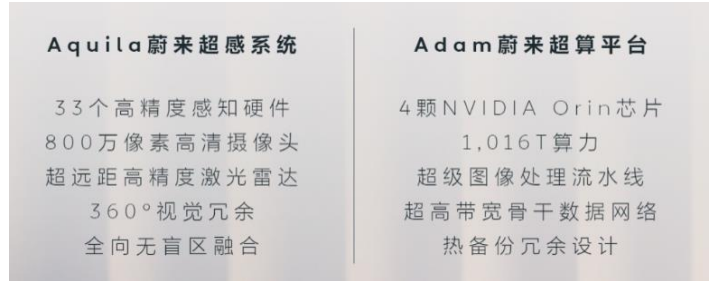 Aquila蔚来超感系统
33个高精度感知硬件
800万像素高清摄像头
超远距高精度激光雷达
360°视觉冗余
全向无盲区融合
Adam蔚来超算平台
4颗NVIDIA Orin芯片
1,016T算力
超级图像处理流水线
超高带宽骨干数据网络
热备份冗余设计